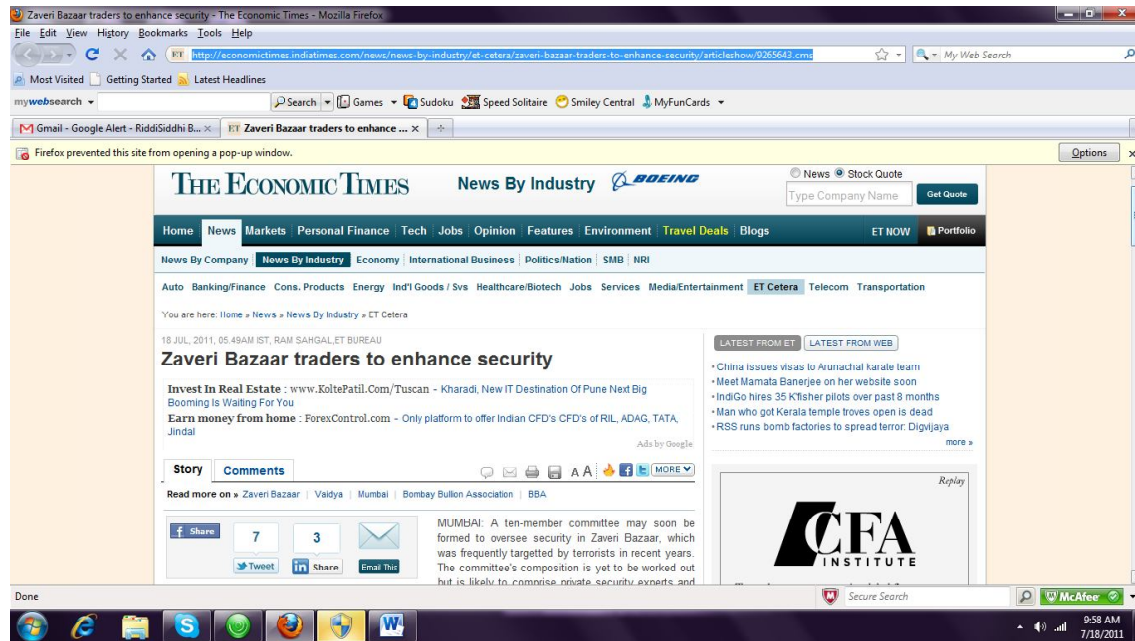 Zaveri Bazaar traders to enhance security - The Economic Times - Mozilla Firefox
File Edit View History Bookmarks Tools Help
ET http://economictimes.indiatimes.com/news/news-by-industry/et-cetera/zaveri-bazaar-traders-to-enhance-security/articleshow/9265643.cms My Web Search
Most Visited Getting Started Latest Headlines
mywebsearch Search Games Sudoku Speed Solitaire Smiley Central MyFunCards
Gmail - Google Alert - RiddiSiddhi B... ET Zaveri Bazaar traders to enhance ...
Firefox prevented this site from opening a pop-up window. Options
THE ECONOMIC TIMES News By Industry BOEING
News Stock Quote
Type Company Name Get Quote
Home News Markets Personal Finance Tech Jobs Opinion Features Environment Travel Deals Blogs ET NOW Portfolio
News By Company News By Industry Economy International Business Politics/Nation SMB NRI
Auto Banking/Finance Cons. Products Energy Ind'l Goods / Svs Healthcare/Biotech Jobs Services Media/Entertainment ET Cetera Telecom Transportation
You are here: Home » News » News By Industry » ET Cetera
18 JUL, 2011, 05.49AM IST, RAM SAHGAL,ET BUREAU
Zaveri Bazaar traders to enhance security
Invest In Real Estate : www.KoltePatil.Com/Tuscan - Kharadi, New IT Destination Of Pune Next Big
Booming Is Waiting For You
Earn money from home : ForexControl.com - Only platform to offer Indian CFD's CFD's of RIL, ADAG, TATA,
Jindal
Ads by Google
Story Comments
A A MORE
Read more on » Zaveri Bazaar | Vaidya | Mumbai | Bombay Bullion Association | BBA
Share
7
Tweet
3
Share
Email This
MUMBAI: A ten-member committee may soon be
formed to oversee security in Zaveri Bazaar, which
was frequently targetted by terrorists in recent years.
The committee's composition is yet to be worked out
but is likely to comprise private security experts and
LATEST FROM ET LATEST FROM WEB
China issues visas to Arunachal karate team
Meet Mamata Banerjee on her website soon
IndiGo hires 35 K'fisher pilots over past 8 months
Man who got Kerala temple troves open is dead
RSS runs bomb factories to spread terror: Digvijaya
more »
Replay
CFA
INSTITUTE
Done Secure Search McAfee
9:58 AM
7/18/2011